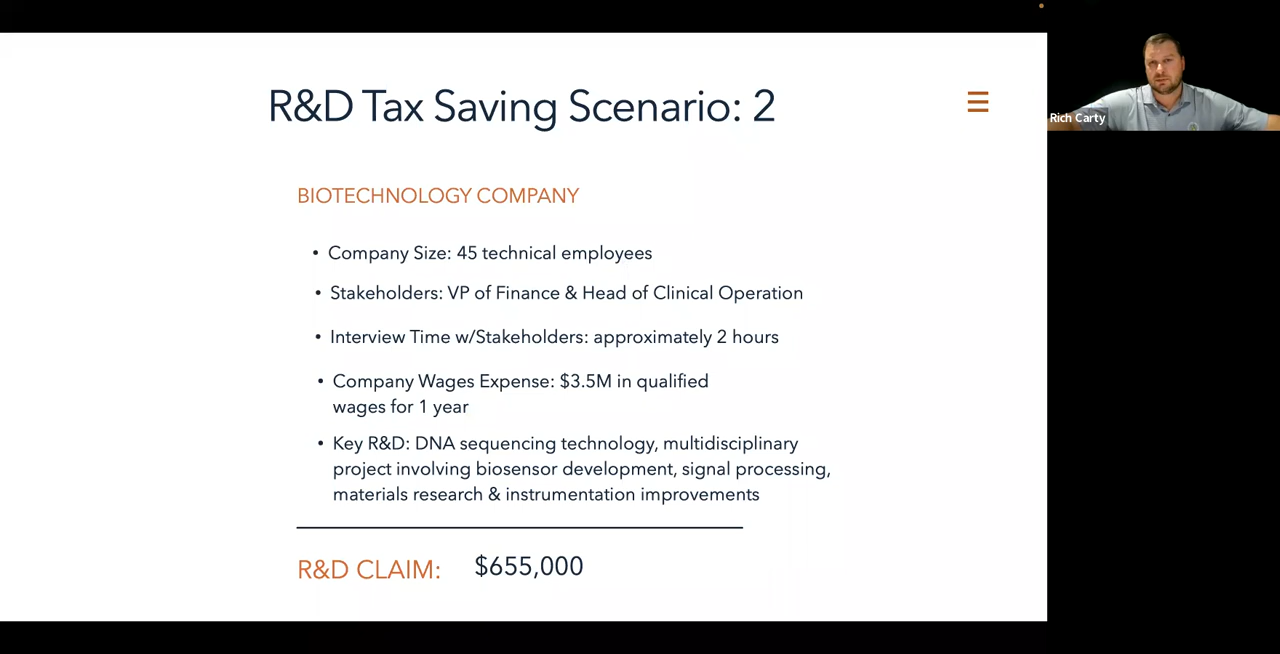 R&D Tax Saving Scenario: 2
Rich Carty
BIOTECHNOLOGY COMPANY
• Company Size: 45 technical employees
• Stakeholders: VP of Finance & Head of Clinical Operation
• Interview Time w/Stakeholders: approximately 2 hours
• Company Wages Expense: $3.5M in qualified
wages for 1 year
• Key R&D: DNA sequencing technology, multidisciplinary
project involving biosensor development, signal processing,
materials research & instrumentation improvements
R&D CLAIM: $655,000